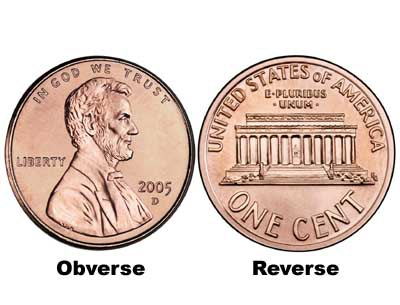 IN GOD WE TRUST
LIBERTY
2005
D
UNITED STATES OF AMERICA
E·PLURIBUS
·UNUM·
ONE CENT
Obverse
Reverse